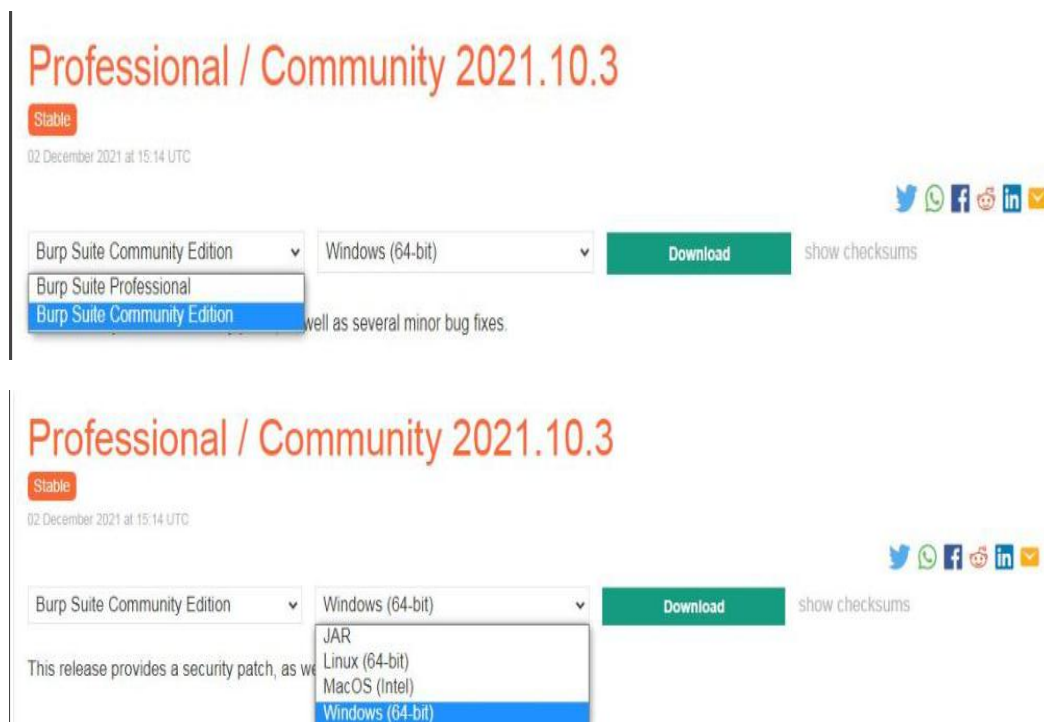 Professional / Community 2021.10.3
Stable
02 December 2021 at 15:14 UTC
Burp Suite Community Edition Windows (64-bit) Download show checksums
Burp Suite Professional
Burp Suite Community Edition
well as several minor bug fixes.
Professional / Community 2021.10.3
Stable
02 December 2021 at 15:14 UTC
Burp Suite Community Edition Windows (64-bit) Download show checksums
JAR
This release provides a security patch, as we
Linux (64-bit)
MacOS (Intel)
Windows (64-bit)